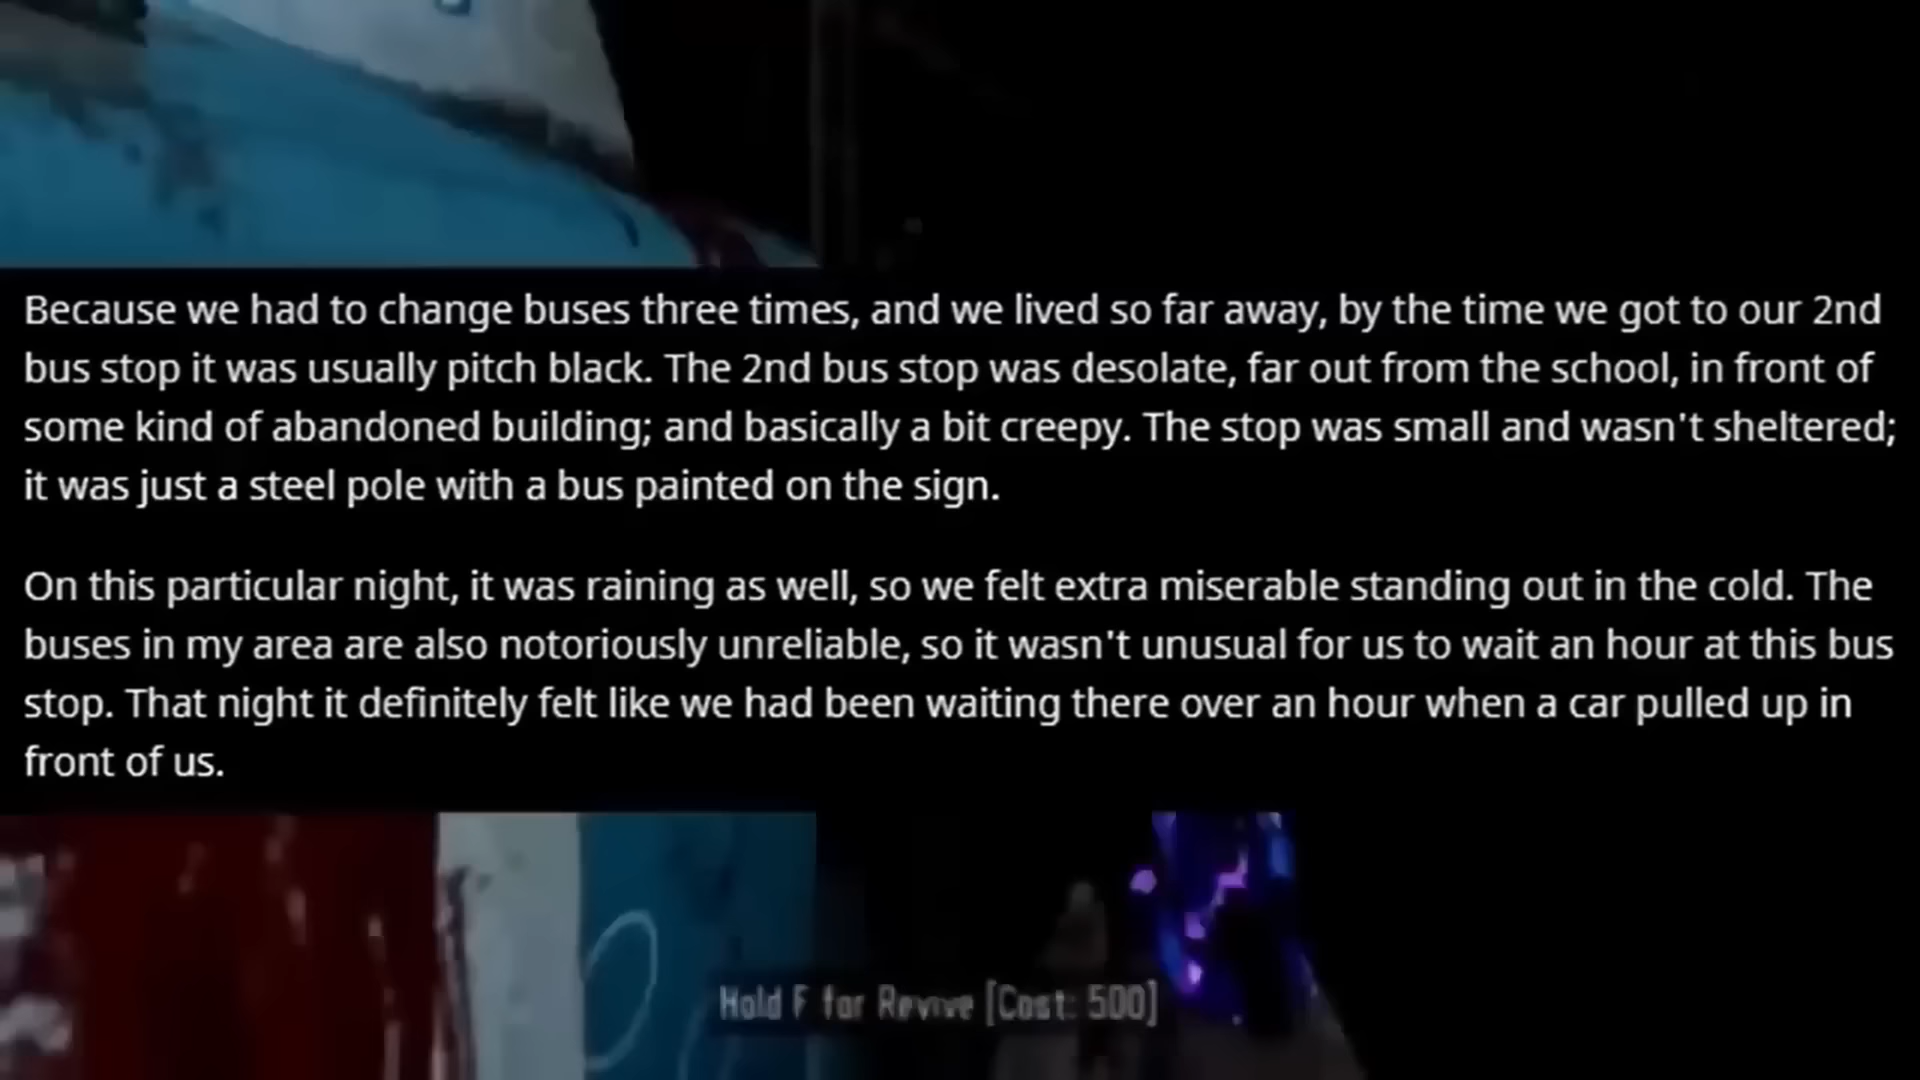 Because we had to change buses three times, and we lived so far away, by the time we got to our 2nd
bus stop it was usually pitch black. The 2nd bus stop was desolate, far out from the school, in front of
some kind of abandoned building; and basically a bit creepy. The stop was small and wasn't sheltered;
it was just a steel pole with a bus painted on the sign.
On this particular night, it was raining as well, so we felt extra miserable standing out in the cold. The
buses in my area are also notoriously unreliable, so it wasn't unusual for us to wait an hour at this bus
stop. That night it definitely felt like we had been waiting there over an hour when a car pulled up in
front of us.
Hold F for Revive [Cost: 500]